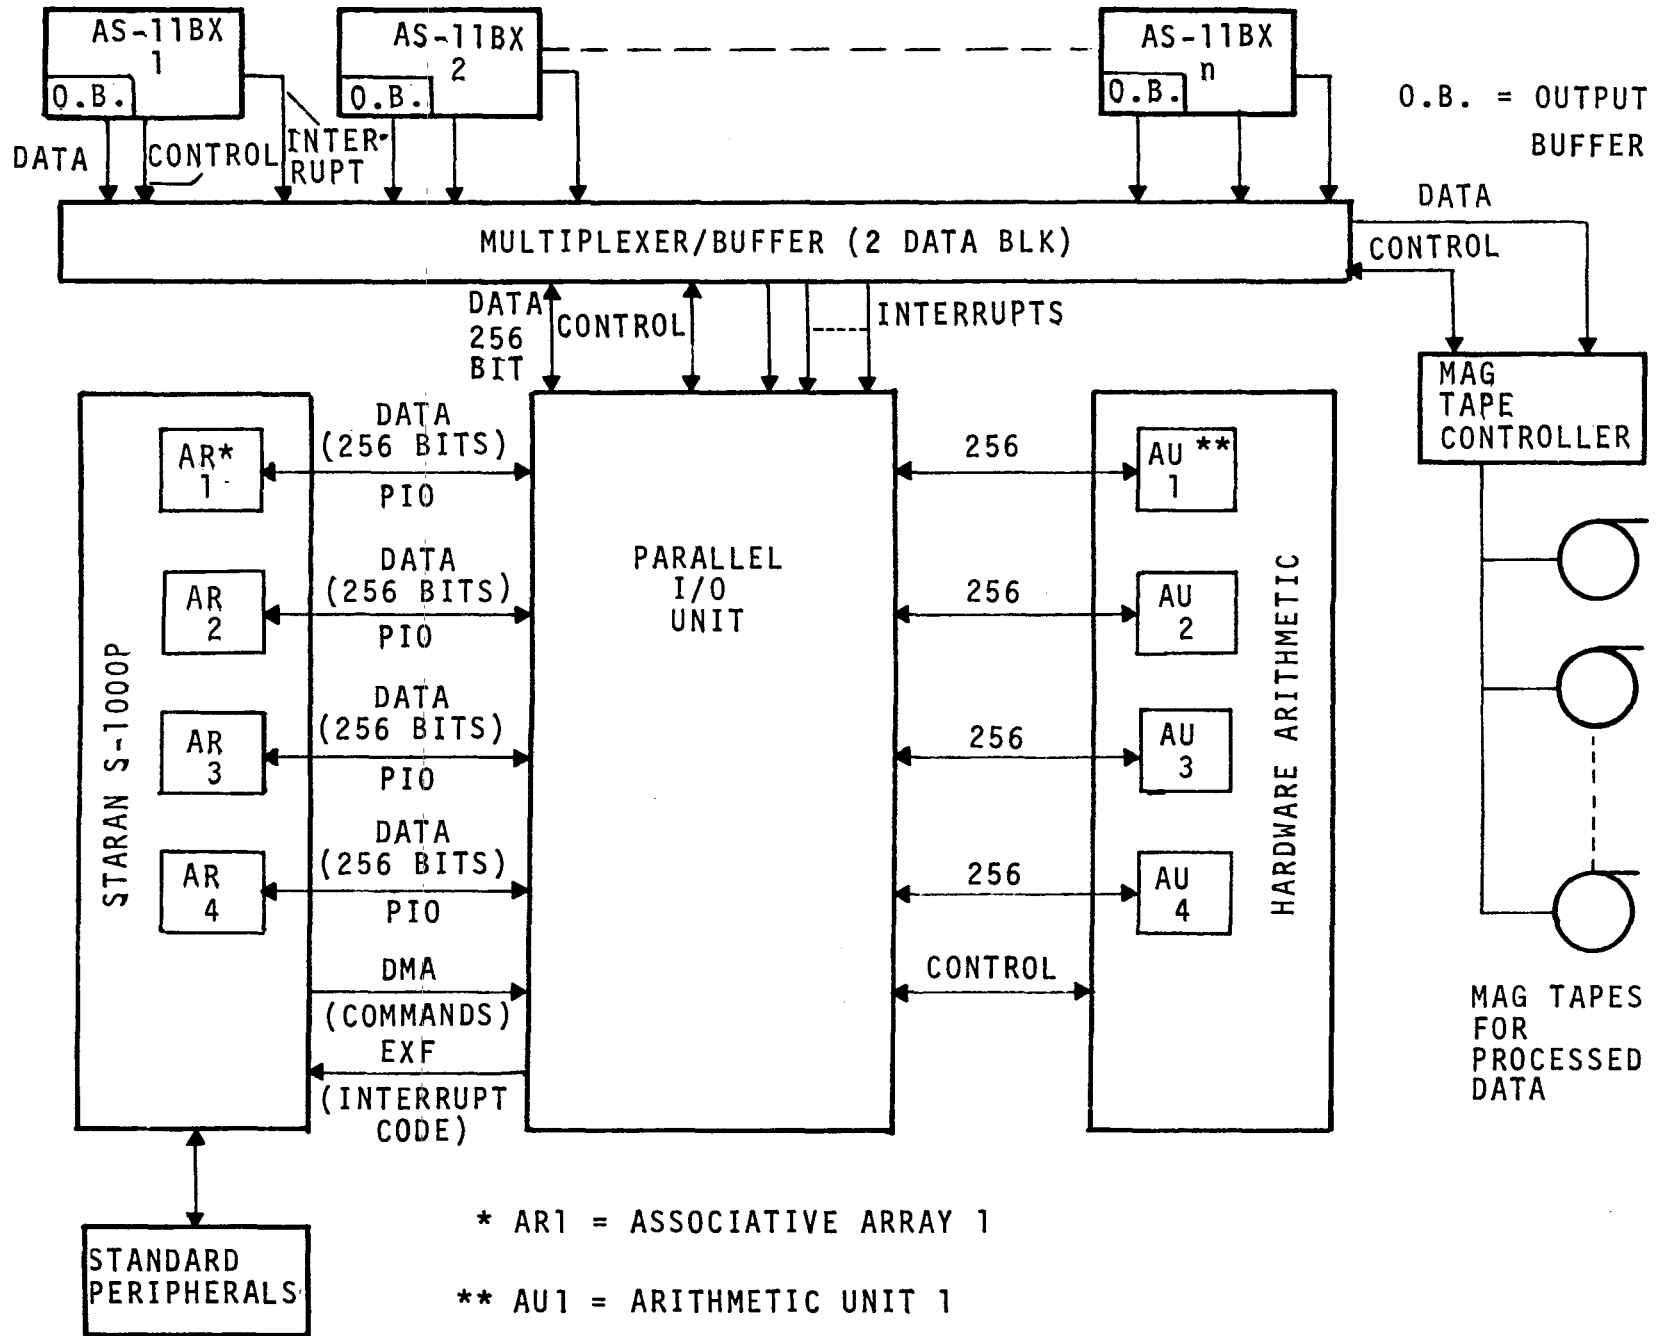 AS-11BX
1
O.B.
AS-11BX
2
O.B.
AS-11BX
n
O.B.
O.B. = OUTPUT
BUFFER
DATA
CONTROL
INTER-
RUPT
MULTIPLEXER/BUFFER (2 DATA BLK)
DATA
CONTROL
DATA
256
BIT
CONTROL
INTERRUPTS
MAG
TAPE
CONTROLLER
STARAN S-1000P
AR*
1
DATA
(256 BITS)
PIO
AR
2
DATA
(256 BITS)
PIO
AR
3
DATA
(256 BITS)
PIO
AR
4
DATA
(256 BITS)
PIO
DMA
(COMMANDS)
EXF
(INTERRUPT
CODE)
PARALLEL
I/O
UNIT
256
AU **
1
256
AU
2
256
AU
3
256
AU
4
CONTROL
HARDWARE ARITHMETIC
MAG TAPES
FOR
PROCESSED
DATA
STANDARD
PERIPHERALS
* AR1 = ASSOCIATIVE ARRAY 1
** AU1 = ARITHMETIC UNIT 1